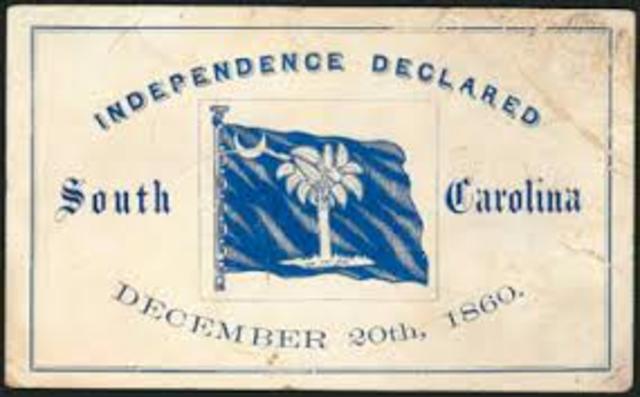 INDEPENDENCE DECLARED
South Carolina
DECEMBER 20th, 1860.